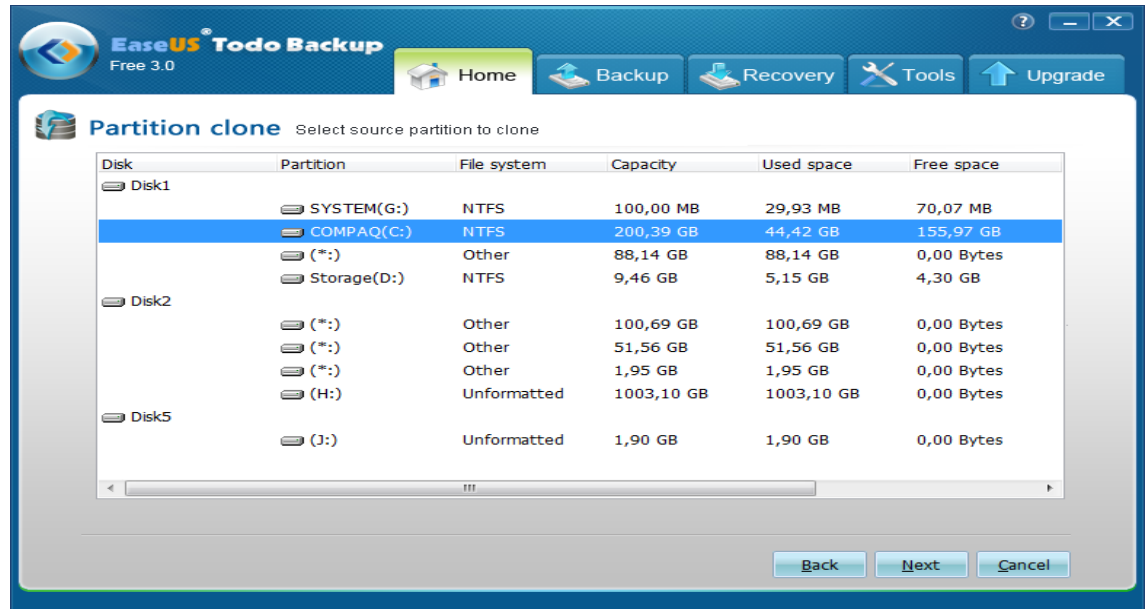 EaseUS® Todo Backup
Free 3.0
Home Backup Recovery Tools Upgrade
Partition clone Select source partition to clone
Disk Partition File system Capacity Used space Free space
Disk1
SYSTEM(G:) NTFS 100,00 MB 29,93 MB 70,07 MB
COMPAQ(C:) NTFS 200,39 GB 44,42 GB 155,97 GB
(*:) Other 88,14 GB 88,14 GB 0,00 Bytes
Storage(D:) NTFS 9,46 GB 5,15 GB 4,30 GB
Disk2
(*:) Other 100,69 GB 100,69 GB 0,00 Bytes
(*:) Other 51,56 GB 51,56 GB 0,00 Bytes
(*:) Other 1,95 GB 1,95 GB 0,00 Bytes
(H:) Unformatted 1003,10 GB 1003,10 GB 0,00 Bytes
Disk5
(J:) Unformatted 1,90 GB 1,90 GB 0,00 Bytes
Back Next Cancel